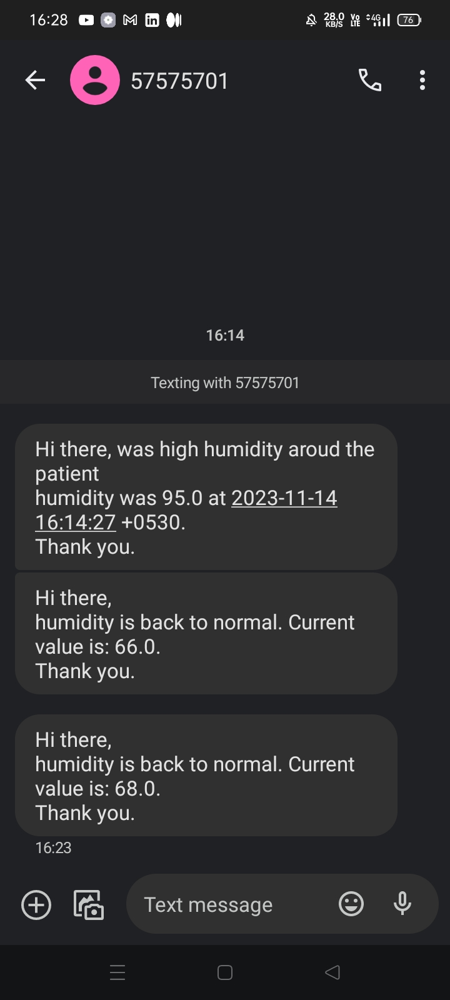 16:28
28.0
KB/S
Vo
LTE
4G
76
57575701
16:14
Texting with 57575701
Hi there, was high humidity aroud the
patient
humidity was 95.0 at 2023-11-14
16:14:27 +0530.
Thank you.
Hi there,
humidity is back to normal. Current
value is: 66.0.
Thank you.
Hi there,
humidity is back to normal. Current
value is: 68.0.
Thank you.
16:23
Text message